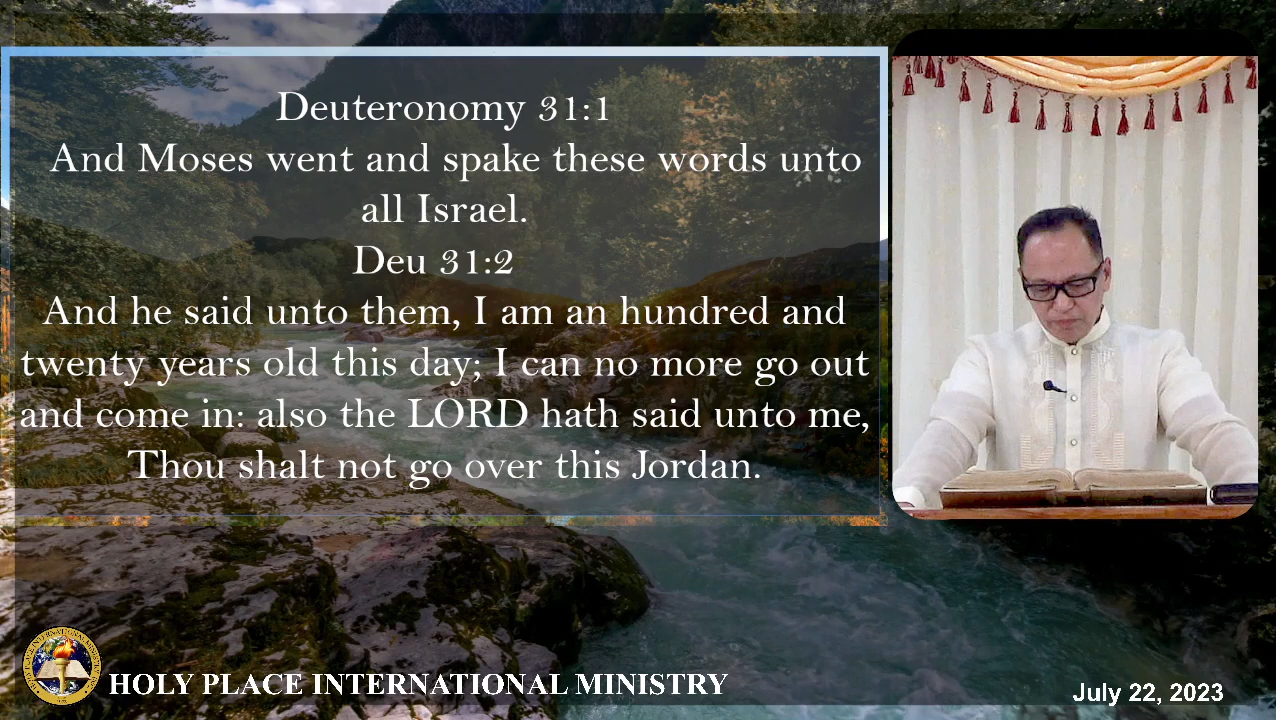 Deuteronomy 31:1
And Moses went and spake these words unto
all Israel.
Deu 31:2
And he said unto them, I am an hundred and
twenty years old this day; I can no more go out
and come in: also the LORD hath said unto me,
Thou shalt not go over this Jordan.
HOLY PLACE INTERNATIONAL MINISTRY
July 22, 2023